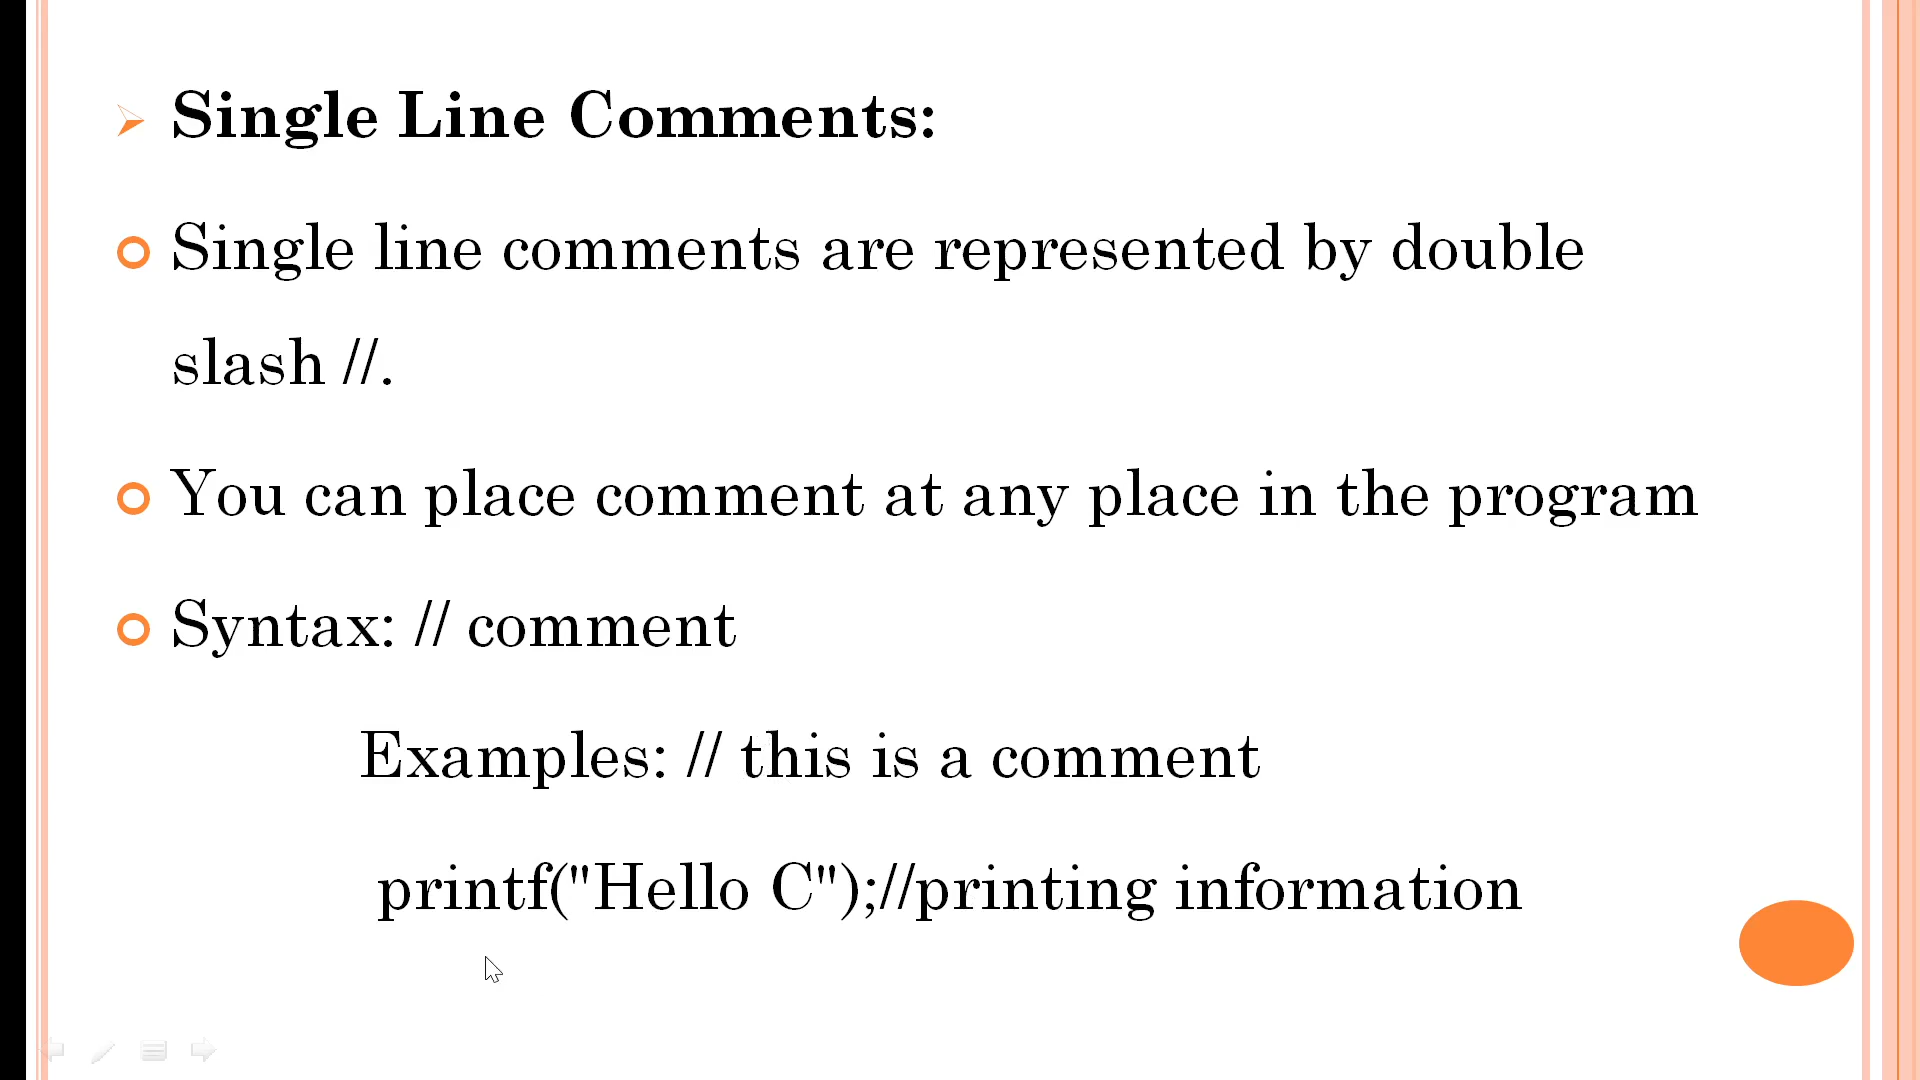 Single Line Comments:
Single line comments are represented by double
slash //.
You can place comment at any place in the program
Syntax: // comment
Examples: // this is a comment
printf("Hello C");//printing information